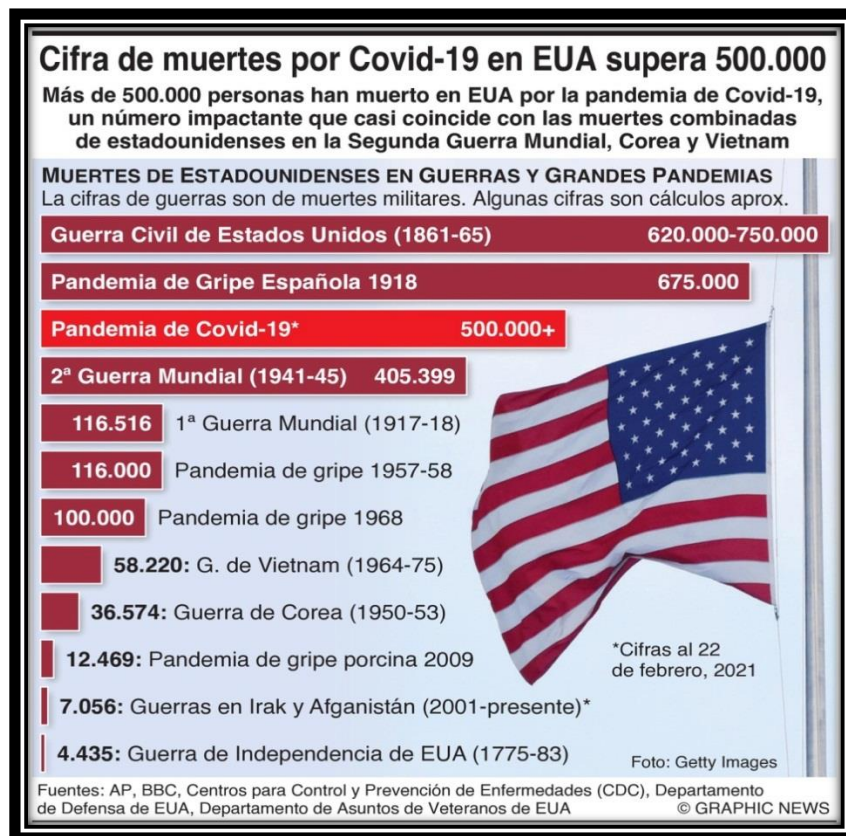 Cifra de muertes por Covid-19 en EUA supera 500.000
Más de 500.000 personas han muerto en EUA por la pandemia de Covid-19,
un número impactante que casi coincide con las muertes combinadas
de estadounidenses en la Segunda Guerra Mundial, Corea y Vietnam
MUERTES DE ESTADOUNIDENSES EN GUERRAS Y GRANDES PANDEMIAS
La cifras de guerras son de muertes militares. Algunas cifras son cálculos aprox.
Guerra Civil de Estados Unidos (1861-65) 620.000-750.000
Pandemia de Gripe Española 1918 675.000
Pandemia de Covid-19* 500.000+
2ª Guerra Mundial (1941-45) 405.399
116.516 1ª Guerra Mundial (1917-18)
116.000 Pandemia de gripe 1957-58
100.000 Pandemia de gripe 1968
58.220: G. de Vietnam (1964-75)
36.574: Guerra de Corea (1950-53)
12.469: Pandemia de gripe porcina 2009
7.056: Guerras en Irak y Afganistán (2001-presente)*
4.435: Guerra de Independencia de EUA (1775-83)
*Cifras al 22
de febrero, 2021
Foto: Getty Images
Fuentes: AP, BBC, Centros para Control y Prevención de Enfermedades (CDC), Departamento
de Defensa de EUA, Departamento de Asuntos de Veteranos de EUA © GRAPHIC NEWS